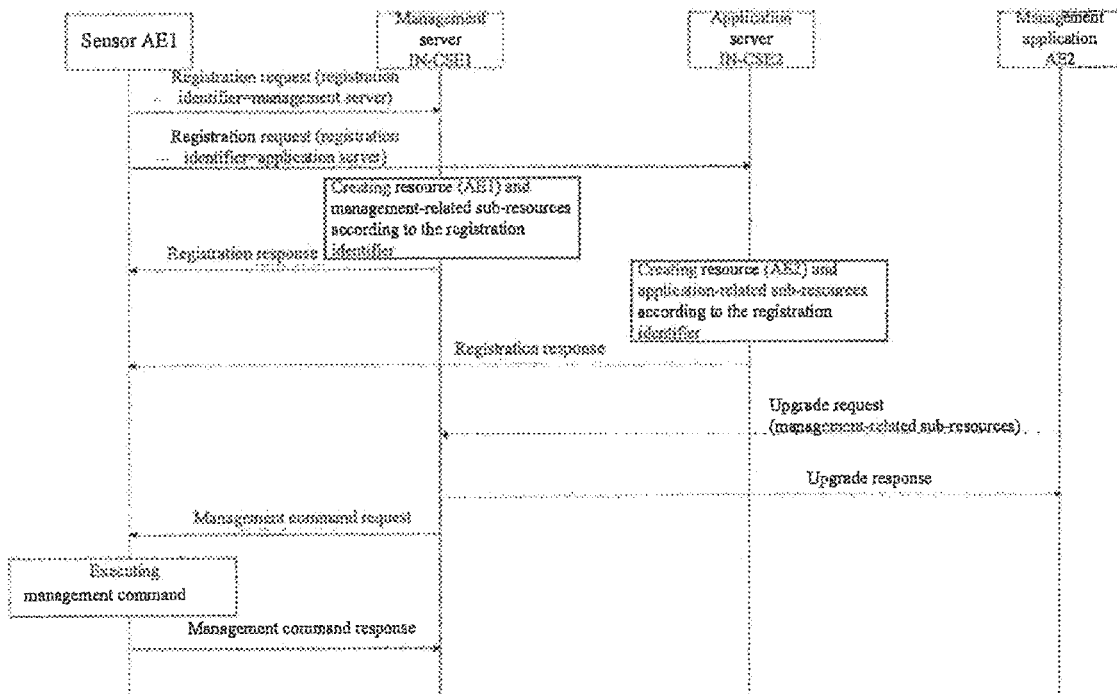 Sensor AE1
Management
server
IN-CSE1
Application
server
IN-CSE2
Management
application
AE2
Registration request (registration
identifier=management server)
Registration request (registration
identifier=application server)
Creating resource (AE1) and
management-related sub-resources
according to the registration
identifier
Registration response
Creating resource (AE2) and
application-related sub-resources
according to the registration
identifier
Registration response
Upgrade request
(management-related sub-resources)
Upgrade response
Management command request
Executing
management command
Management command response